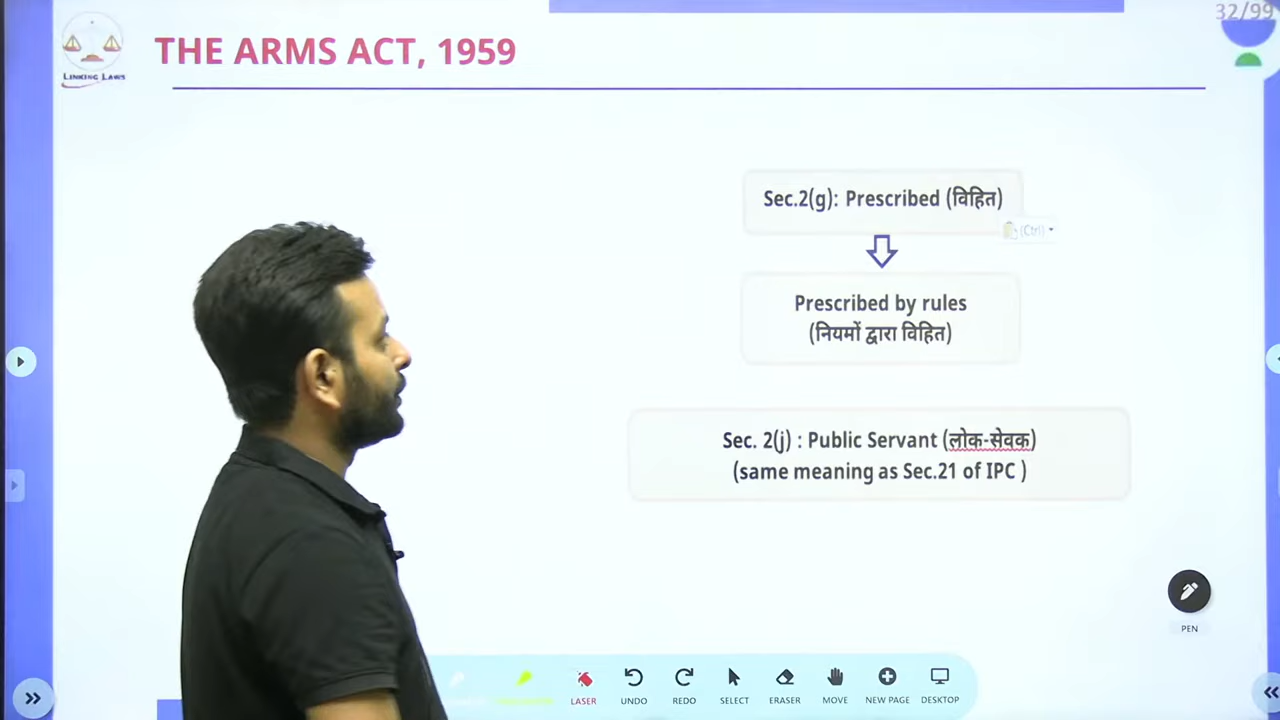 32/99
THE ARMS ACT, 1959
LINKING LAWS
Sec.2(g): Prescribed (विहित)
(Ctrl)
Prescribed by rules
(नियमों द्वारा विहित)
Sec. 2(j) : Public Servant (लोक-सेवक)
(same meaning as Sec.21 of IPC )
PEN
LASER
UNDO
REDO
SELECT
ERASER
MOVE
NEW PAGE
DESKTOP